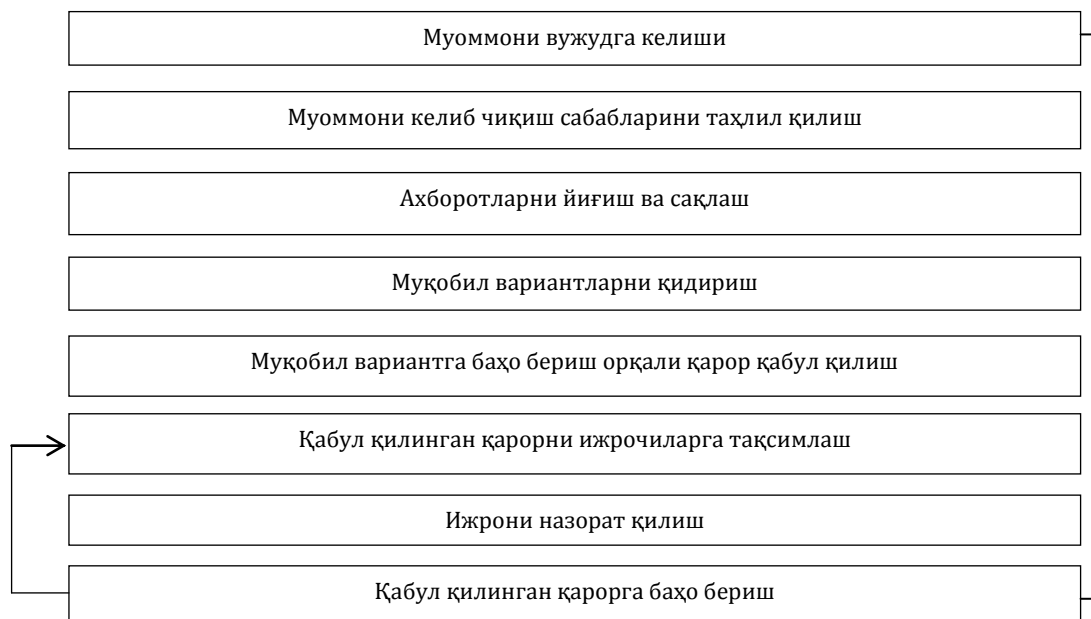 Муоммони вужудга келиши
Муоммони келиб чиқиш сабабларини таҳлил қилиш
Ахборотларни йиғиш ва сақлаш
Муқобил вариантларни қидириш
Муқобил вариантга баҳо бериш орқали қарор қабул қилиш
Қабул қилинган қарорни ижрочиларга тақсимлаш
Ижрони назорат қилиш
Қабул қилинган қарорга баҳо бериш